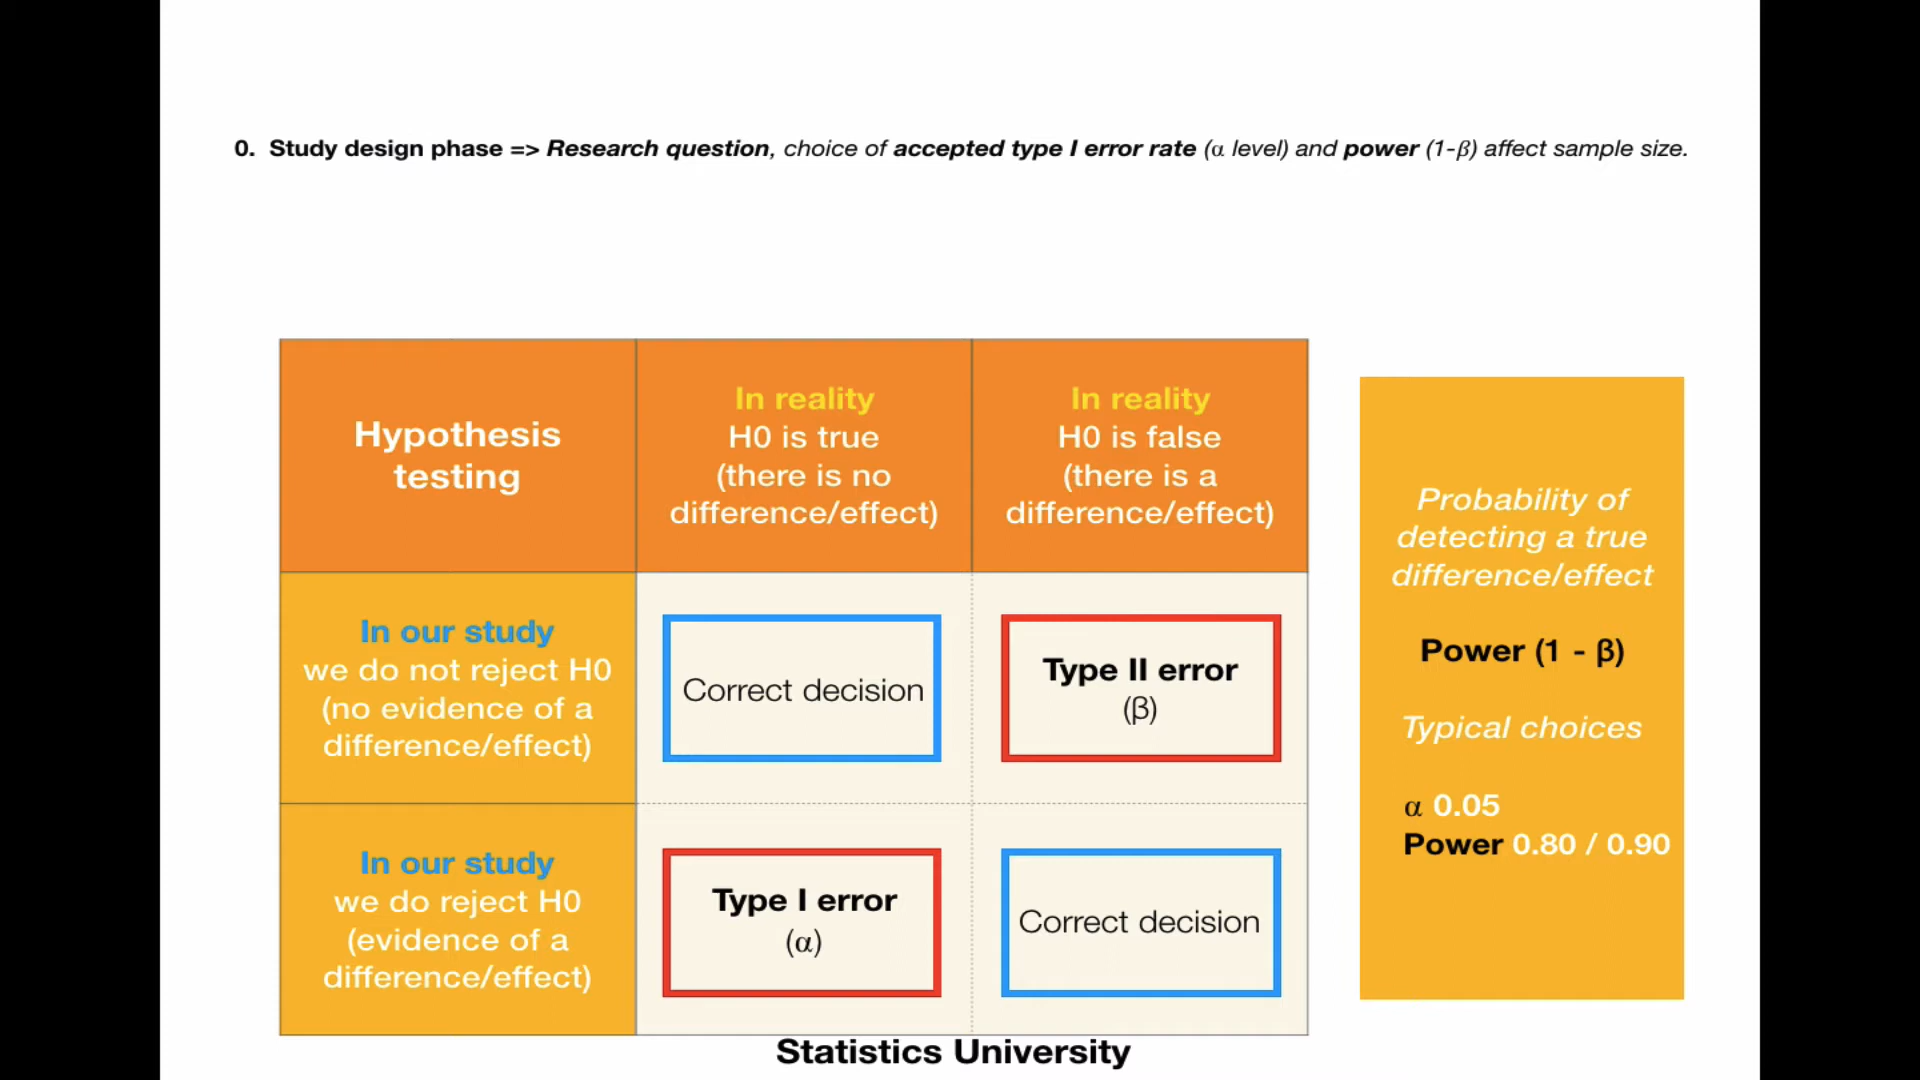 0. Study design phase => Research question, choice of accepted type I error rate (α level) and power (1-β) affect sample size.
Hypothesis
testing
In reality
H0 is true
(there is no
difference/effect)
In reality
H0 is false
(there is a
difference/effect)
In our study
we do not reject H0
(no evidence of a
difference/effect)
Correct decision
Type II error
(β)
In our study
we do reject H0
(evidence of a
difference/effect)
Type I error
(α)
Correct decision
Probability of
detecting a true
difference/effect
Power (1 - β)
Typical choices
α 0.05
Power 0.80 / 0.90
Statistics University